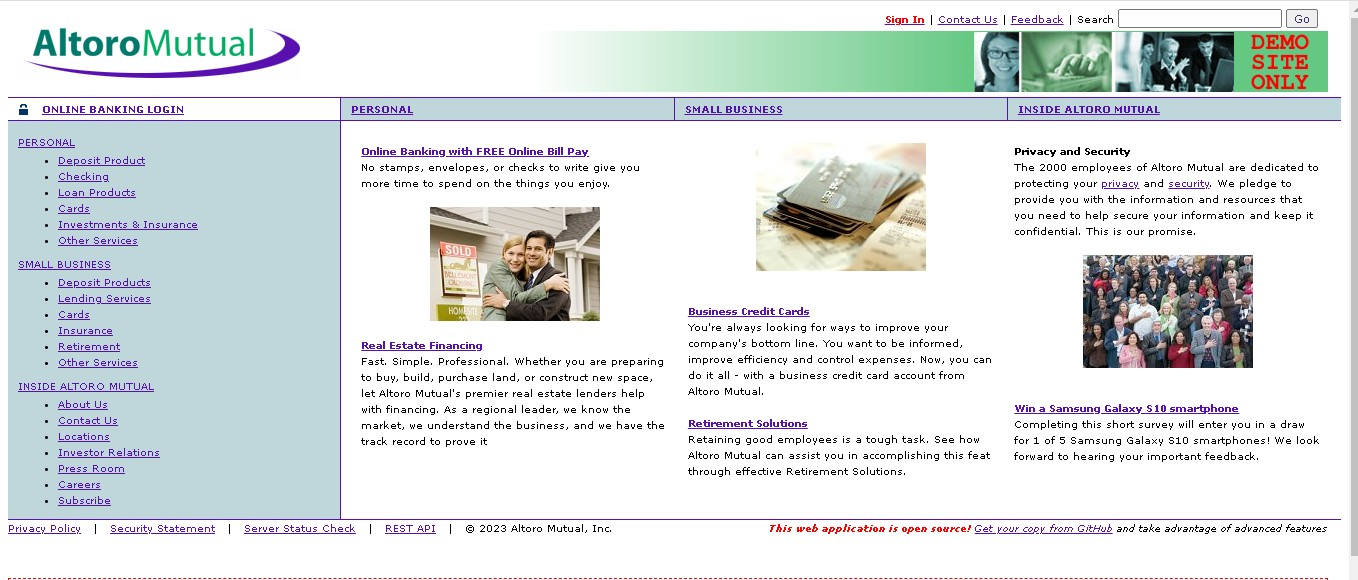 Sign In | Contact Us | Feedback | Search Go
AltoroMutual
DEMO
SITE
ONLY
ONLINE BANKING LOGIN
PERSONAL
SMALL BUSINESS
INSIDE ALTORO MUTUAL
PERSONAL
Deposit Product
Checking
Loan Products
Cards
Investments & Insurance
Other Services
SMALL BUSINESS
Deposit Products
Lending Services
Cards
Insurance
Retirement
Other Services
INSIDE ALTORO MUTUAL
About Us
Contact Us
Locations
Investor Relations
Press Room
Careers
Subscribe
Online Banking with FREE Online Bill Pay
No stamps, envelopes, or checks to write give you
more time to spend on the things you enjoy.
SOLD
Real Estate Financing
Fast. Simple. Professional. Whether you are preparing
to buy, build, purchase land, or construct new space,
let Altoro Mutual's premier real estate lenders help
with financing. As a regional leader, we know the
market, we understand the business, and we have the
track record to prove it
Business Credit Cards
You're always looking for ways to improve your
company's bottom line. You want to be informed,
improve efficiency and control expenses. Now, you can
do it all - with a business credit card account from
Altoro Mutual.
Retirement Solutions
Retaining good employees is a tough task. See how
Altoro Mutual can assist you in accomplishing this feat
through effective Retirement Solutions.
Privacy and Security
The 2000 employees of Altoro Mutual are dedicated to
protecting your privacy and security. We pledge to
provide you with the information and resources that
you need to help secure your information and keep it
confidential. This is our promise.
Win a Samsung Galaxy S10 smartphone
Completing this short survey will enter you in a draw
for 1 of 5 Samsung Galaxy S10 smartphones! We look
forward to hearing your important feedback.
Privacy Policy | Security Statement | Server Status Check | REST API | © 2023 Altoro Mutual, Inc.
This web application is open source! Get your copy from GitHub and take advantage of advanced features